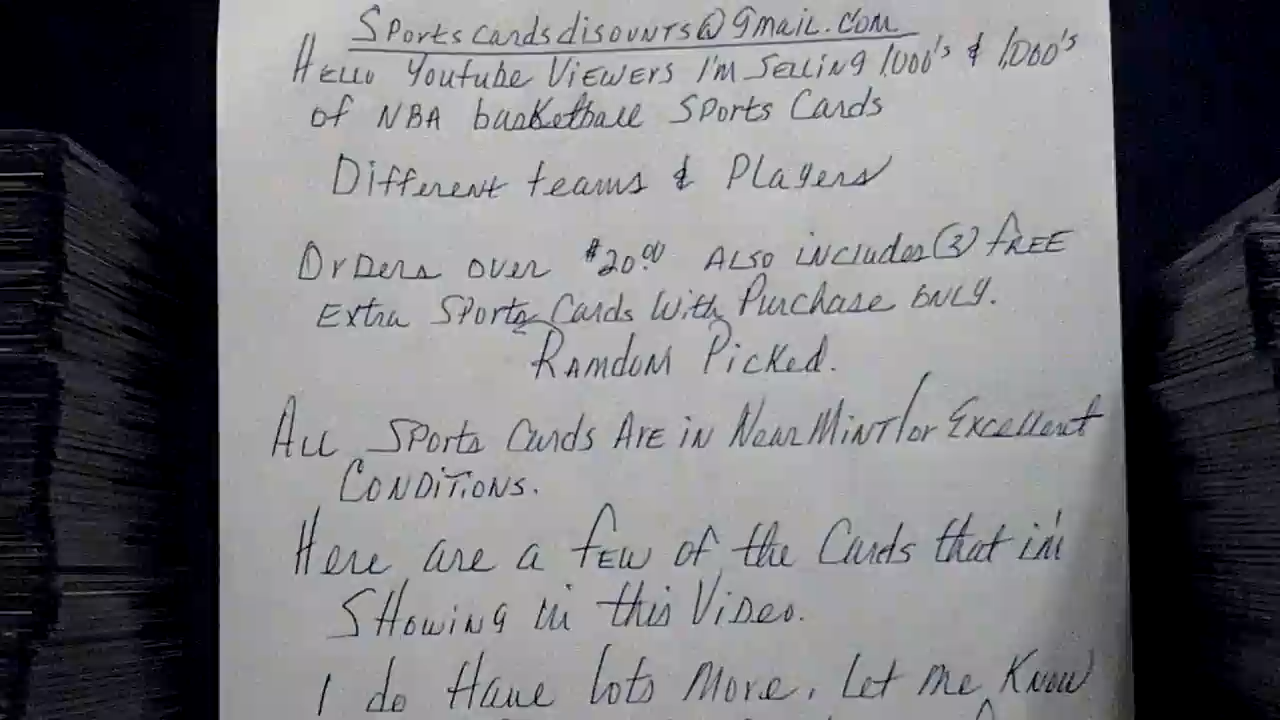 Sportscardsdisounts@gmail.com
Hello Youtube Viewers I'm Selling 1,000's & 1,000's
of NBA basketball Sports Cards
Different teams & Players
Orders over $20.00 Also includes (3) FREE
Extra Sports Cards With Purchase ONLY.
Ramdom Picked.
All Sports Cards Are in Near Mint/or Excellent
Conditions.
Here are a few of the Cards that i'm
Showing in this Video.
I do Have lots More. Let me Know